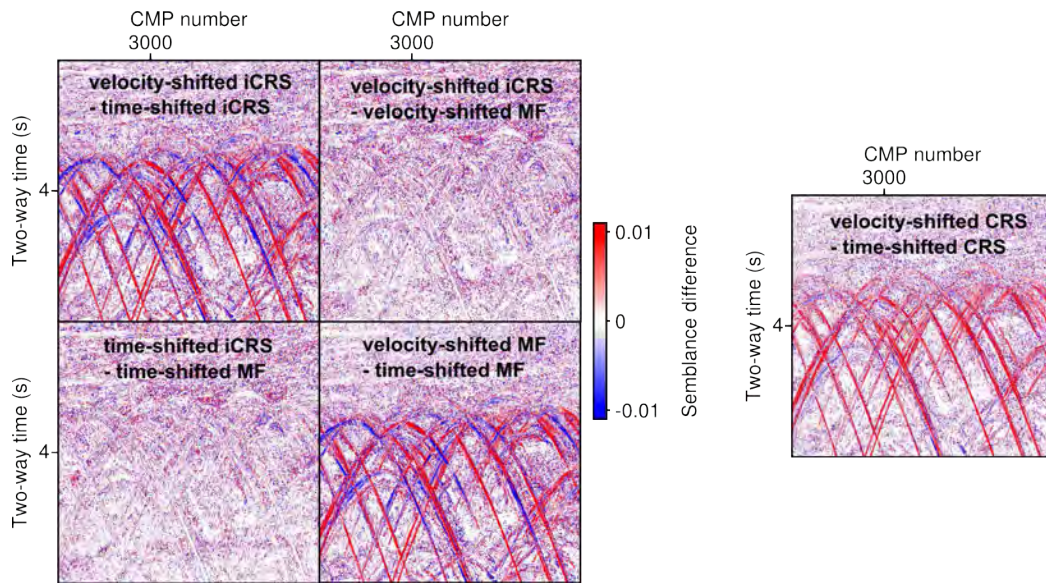 CMP number
3000
CMP number
3000
Two-way time (s)
4
velocity-shifted iCRS
- time-shifted iCRS
velocity-shifted iCRS
- velocity-shifted MF
Two-way time (s)
4
time-shifted iCRS
- time-shifted MF
velocity-shifted MF
- time-shifted MF
0.01
0
-0.01
Semblance difference
CMP number
3000
Two-way time (s)
4
velocity-shifted CRS
- time-shifted CRS